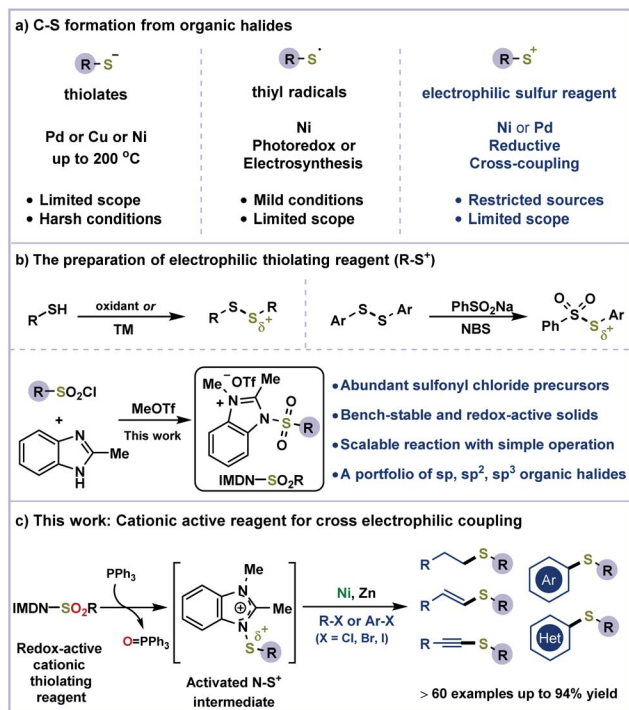 a) C-S formation from organic halides
R-S⁻
thiolates
Pd or Cu or Ni
up to 200 °C
• Limited scope
• Harsh conditions
R-S·
thiyl radicals
Ni
Photoredox or
Electrosynthesis
• Mild conditions
• Limited scope
R-S⁺
electrophilic sulfur reagent
Ni or Pd
Reductive
Cross-coupling
• Restricted sources
• Limited scope
b) The preparation of electrophilic thiolating reagent (R-S⁺)
R SH
oxidant or
TM
R S S R
δ⁺
Ar S S Ar
PhSO₂Na
NBS
O O
Ph S S Ar
δ⁺
R-SO₂Cl
+
N
Me
N
H
MeOTf
This work
Me ⁻OTf Me
N
+
N
O
S
O
R
IMDN-SO₂R
• Abundant sulfonyl chloride precursors
• Bench-stable and redox-active solids
• Scalable reaction with simple operation
• A portfolio of sp, sp², sp³ organic halides
c) This work: Cationic active reagent for cross electrophilic coupling
IMDN-SO₂R
PPh₃
O=PPh₃
Redox-active
cationic
thiolating
reagent
Me
N
+
Me
N
δ⁺
S
R
Activated N-S⁺
intermediate
Ni, Zn
R-X or Ar-X
(X = Cl, Br, I)
R S R
R S R
R S R
Ar S R
Het S R
> 60 examples up to 94% yield